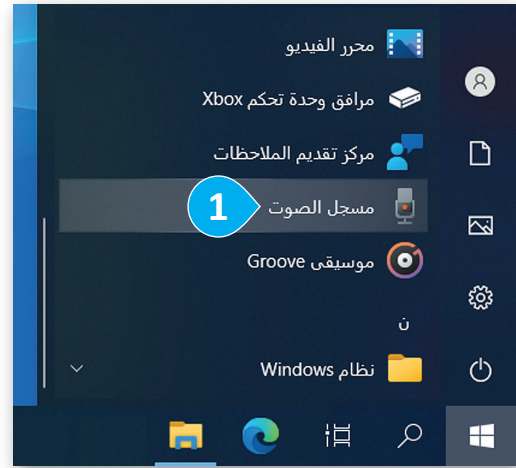 محرر الفيديو
مرافق وحدة تحكم Xbox
مركز تقديم الملاحظات
مسجل الصوت
1
موسيقى Groove
ن
نظام Windows